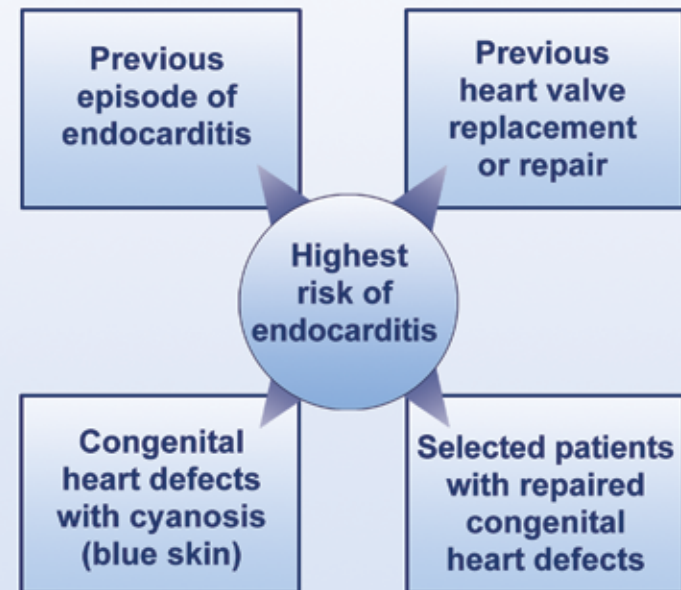 Previous
episode of
endocarditis
Previous
heart valve
replacement
or repair
Highest
risk of
endocarditis
Congenital
heart defects
with cyanosis
(blue skin)
Selected patients
with repaired
congenital
heart defects